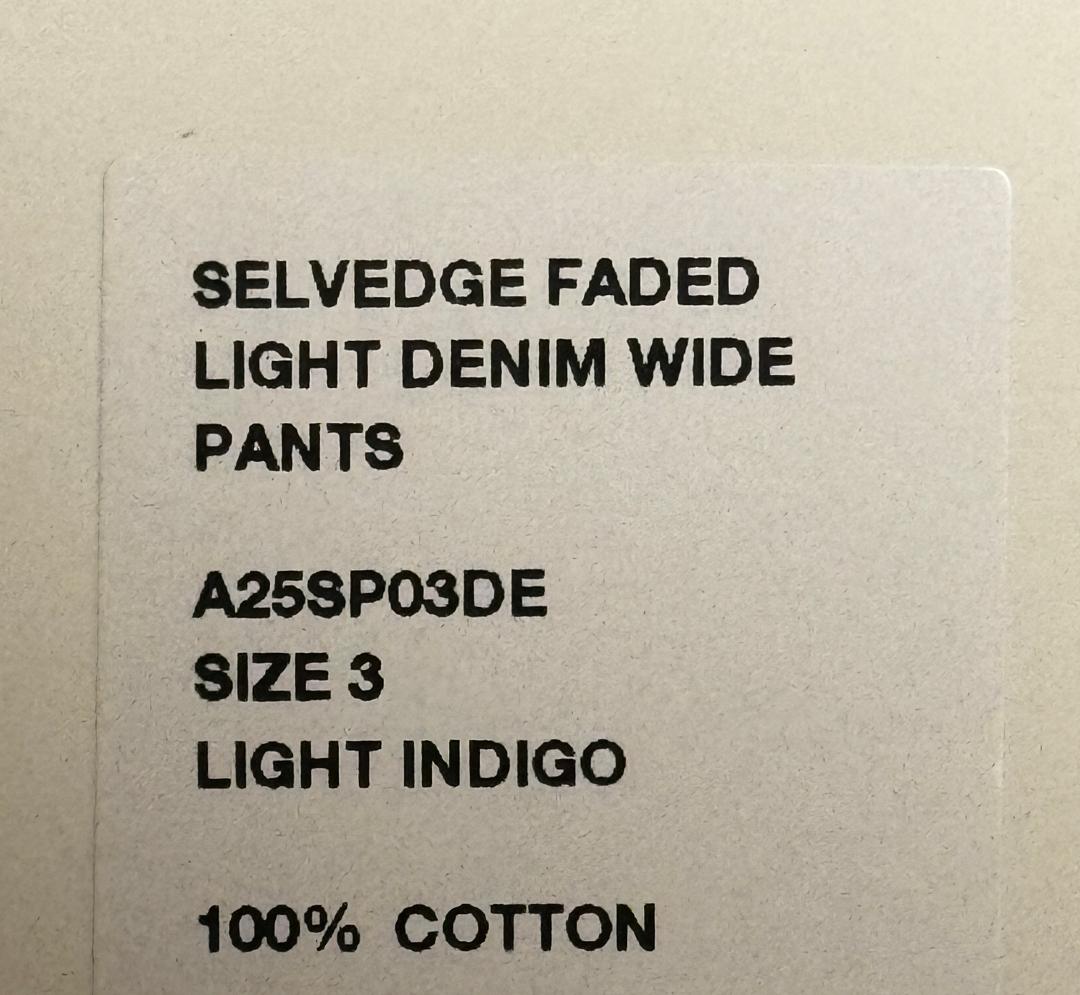 SELVEDGE FADED
LIGHT DENIM WIDE
PANTS
A25SP03DE
SIZE 3
LIGHT INDIGO
100% COTTON